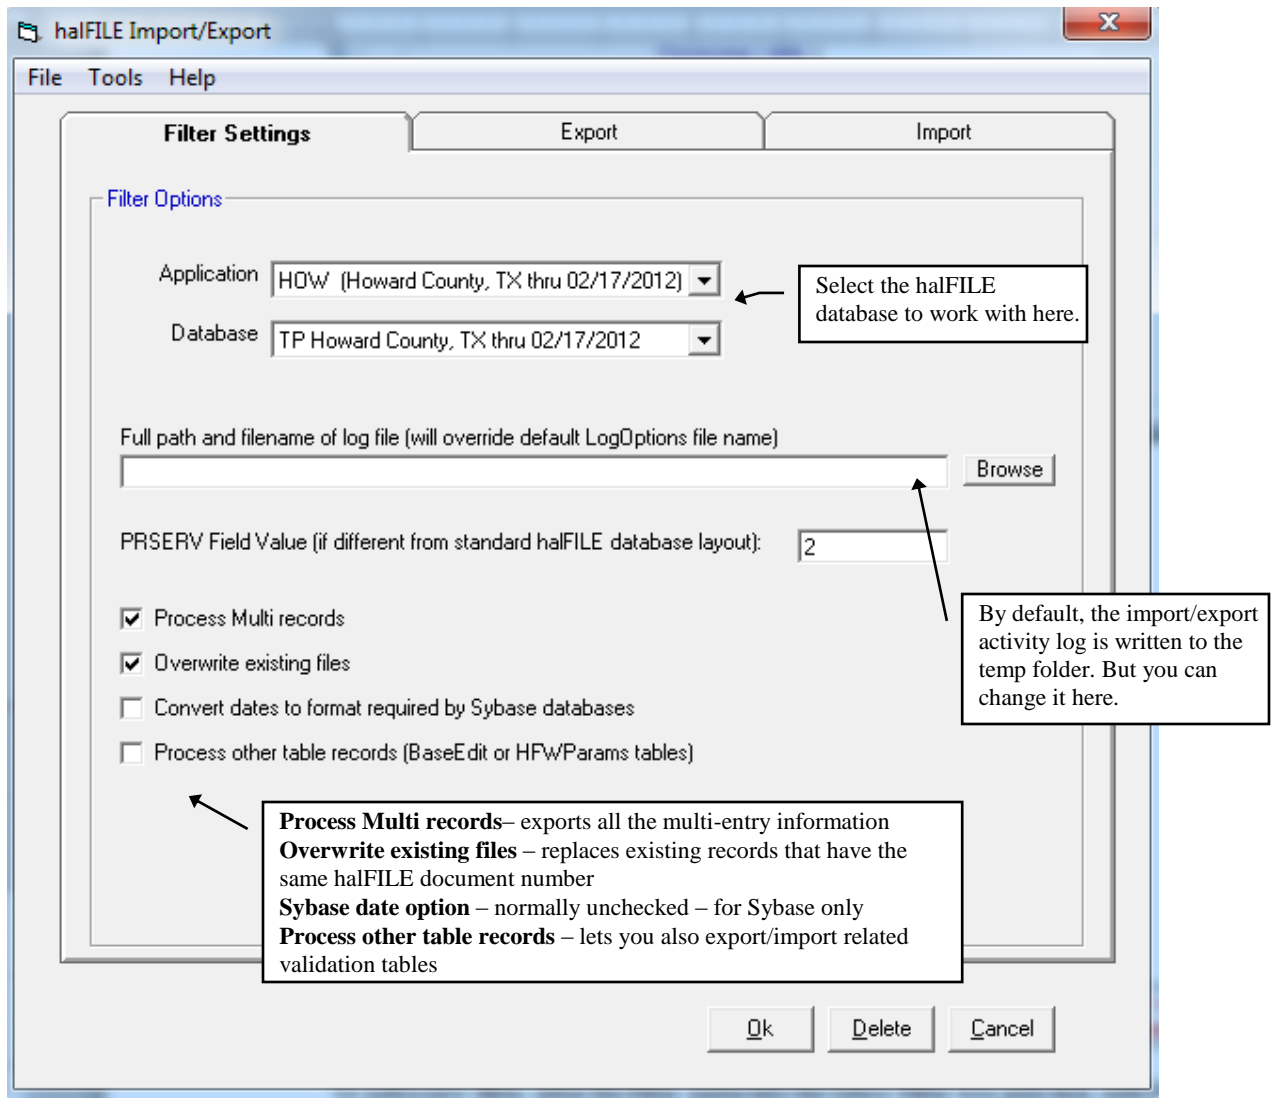 halFILE Import/Export
X
File Tools Help
Filter Settings Export Import
Filter Options
Application HOW (Howard County, TX thru 02/17/2012)
Select the halFILE
database to work with here.
Database TP Howard County, TX thru 02/17/2012
Full path and filename of log file (will override default LogOptions file name)
Browse
PRSERV Field Value (if different from standard halFILE database layout): 2
By default, the import/export
activity log is written to the
temp folder. But you can
change it here.
Process Multi records
Overwrite existing files
Convert dates to format required by Sybase databases
Process other table records (BaseEdit or HFWParams tables)
Process Multi records– exports all the multi-entry information
Overwrite existing files – replaces existing records that have the
same halFILE document number
Sybase date option – normally unchecked – for Sybase only
Process other table records – lets you also export/import related
validation tables
Ok Delete Cancel